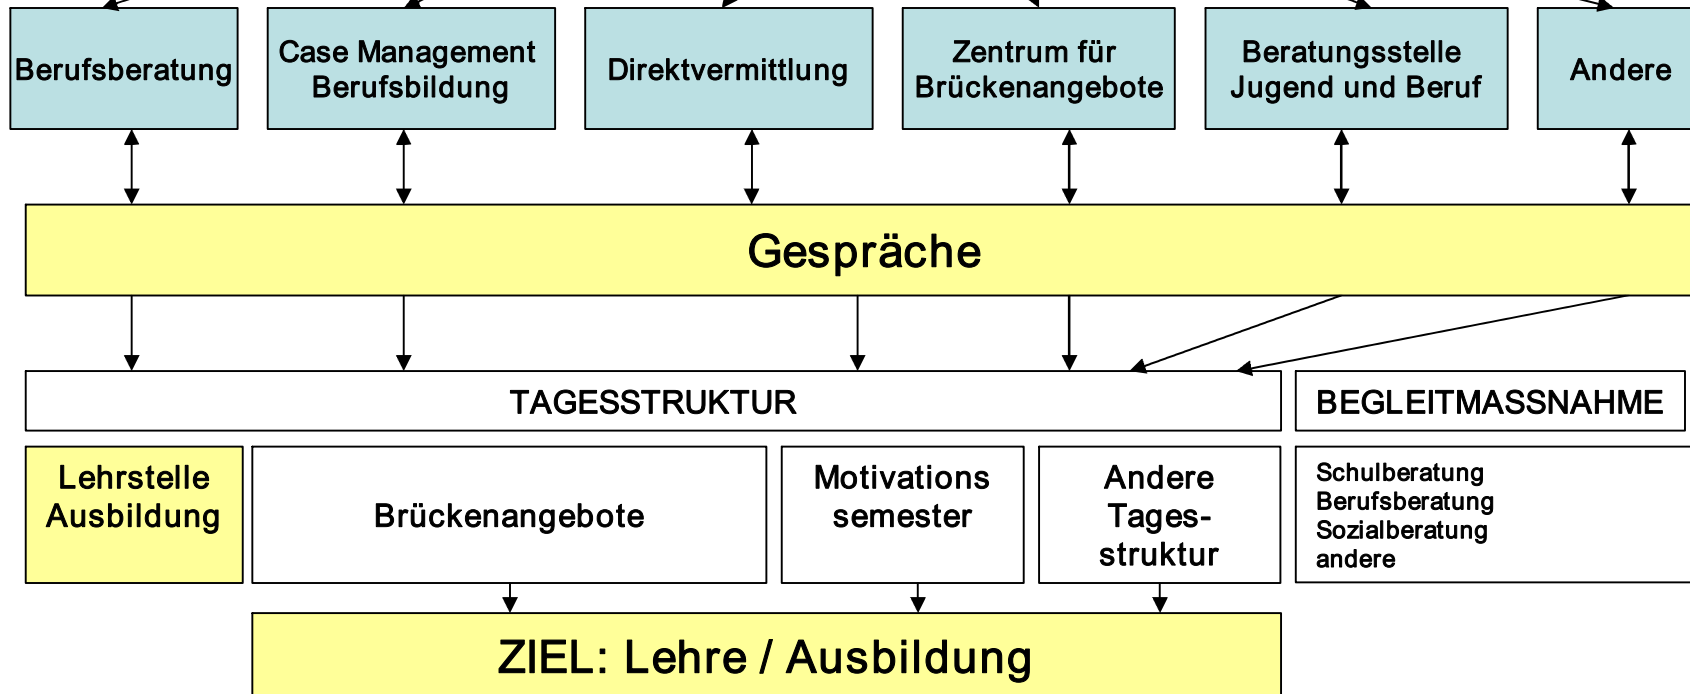 Berufsberatung
Case Management
Berufsbildung
Direktvermittlung
Zentrum für
Brückenangebote
Beratungsstelle
Jugend und Beruf
Andere
Gespräche
TAGESSTRUKTUR
BEGLEITMASSNAHME
Lehrstelle
Ausbildung
Brückenangebote
Motivations
semester
Andere
Tages-
struktur
Schulberatung
Berufsberatung
Sozialberatung
andere
ZIEL: Lehre / Ausbildung